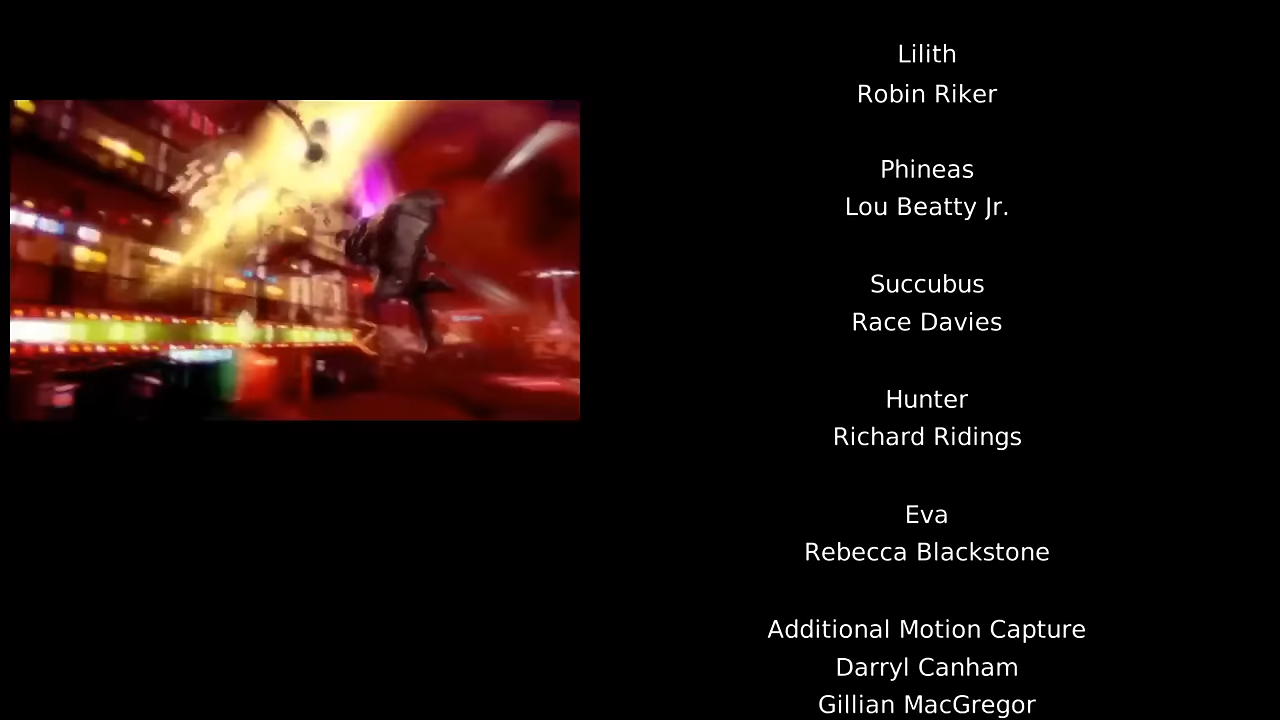 Lilith
Robin Riker
Phineas
Lou Beatty Jr.
Succubus
Race Davies
Hunter
Richard Ridings
Eva
Rebecca Blackstone
Additional Motion Capture
Darryl Canham
Gillian MacGregor